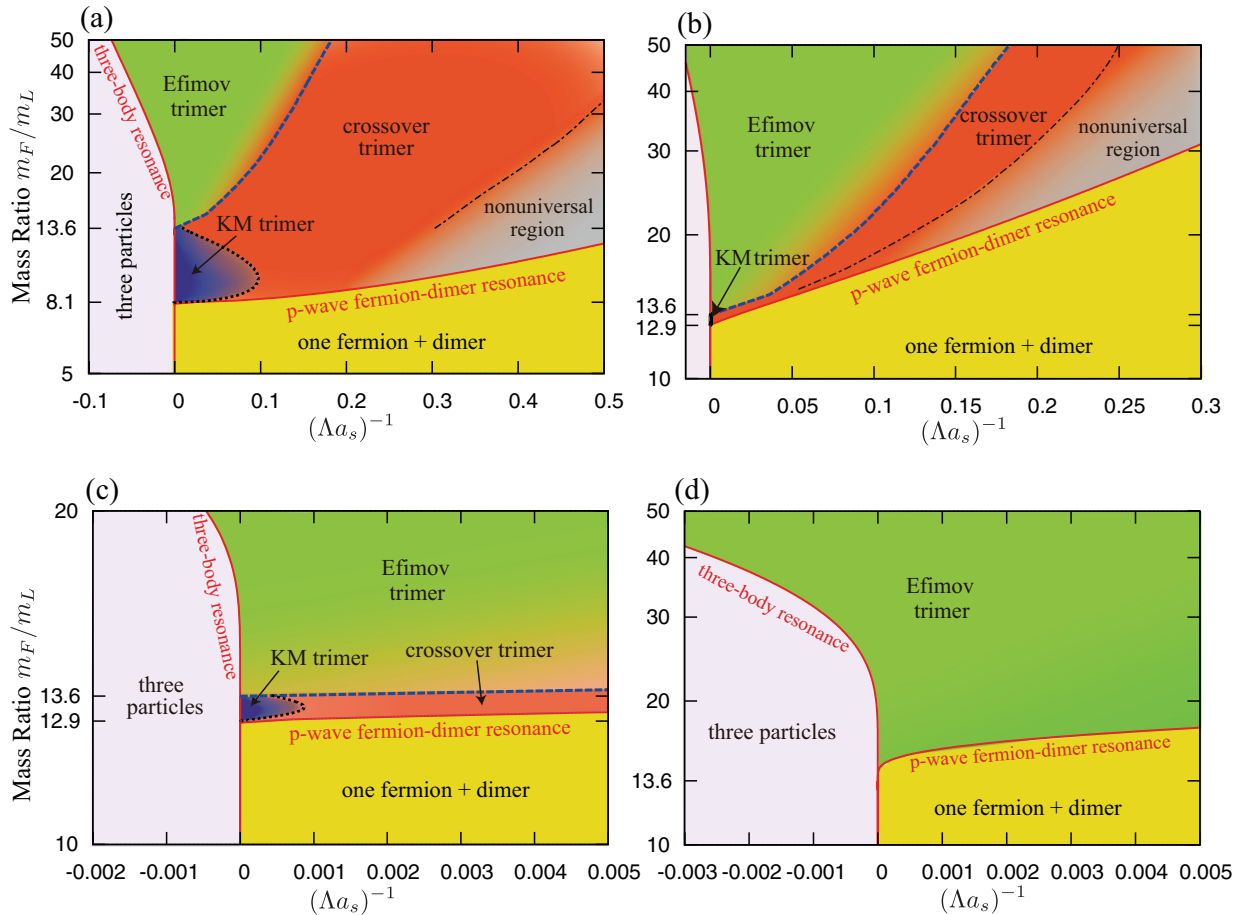 (a)
50
40
30
20
13.6
8.1
5
Mass Ratio m_F/m_L
three-body resonance
Efimov
trimer
crossover
trimer
KM trimer
three particles
nonuniversal
region
p-wave fermion-dimer resonance
one fermion + dimer
-0.1 0 0.1 0.2 0.3 0.4 0.5
(Λa_s)^{-1}
(b)
50
40
30
20
13.6
12.9
10
Efimov
trimer
crossover
trimer
nonuniversal
region
KM trimer
p-wave fermion-dimer resonance
one fermion + dimer
0 0.05 0.1 0.15 0.2 0.25 0.3
(Λa_s)^{-1}
(c)
20
13.6
12.9
10
Mass Ratio m_F/m_L
three-body resonance
Efimov
trimer
KM trimer
crossover trimer
three
particles
p-wave fermion-dimer resonance
one fermion + dimer
-0.002 -0.001 0 0.001 0.002 0.003 0.004 0.005
(Λa_s)^{-1}
(d)
50
40
30
20
13.6
10
three-body resonance
Efimov
trimer
three particles
p-wave fermion-dimer resonance
one fermion + dimer
-0.003 -0.002 -0.001 0 0.001 0.002 0.003 0.004 0.005
(Λa_s)^{-1}